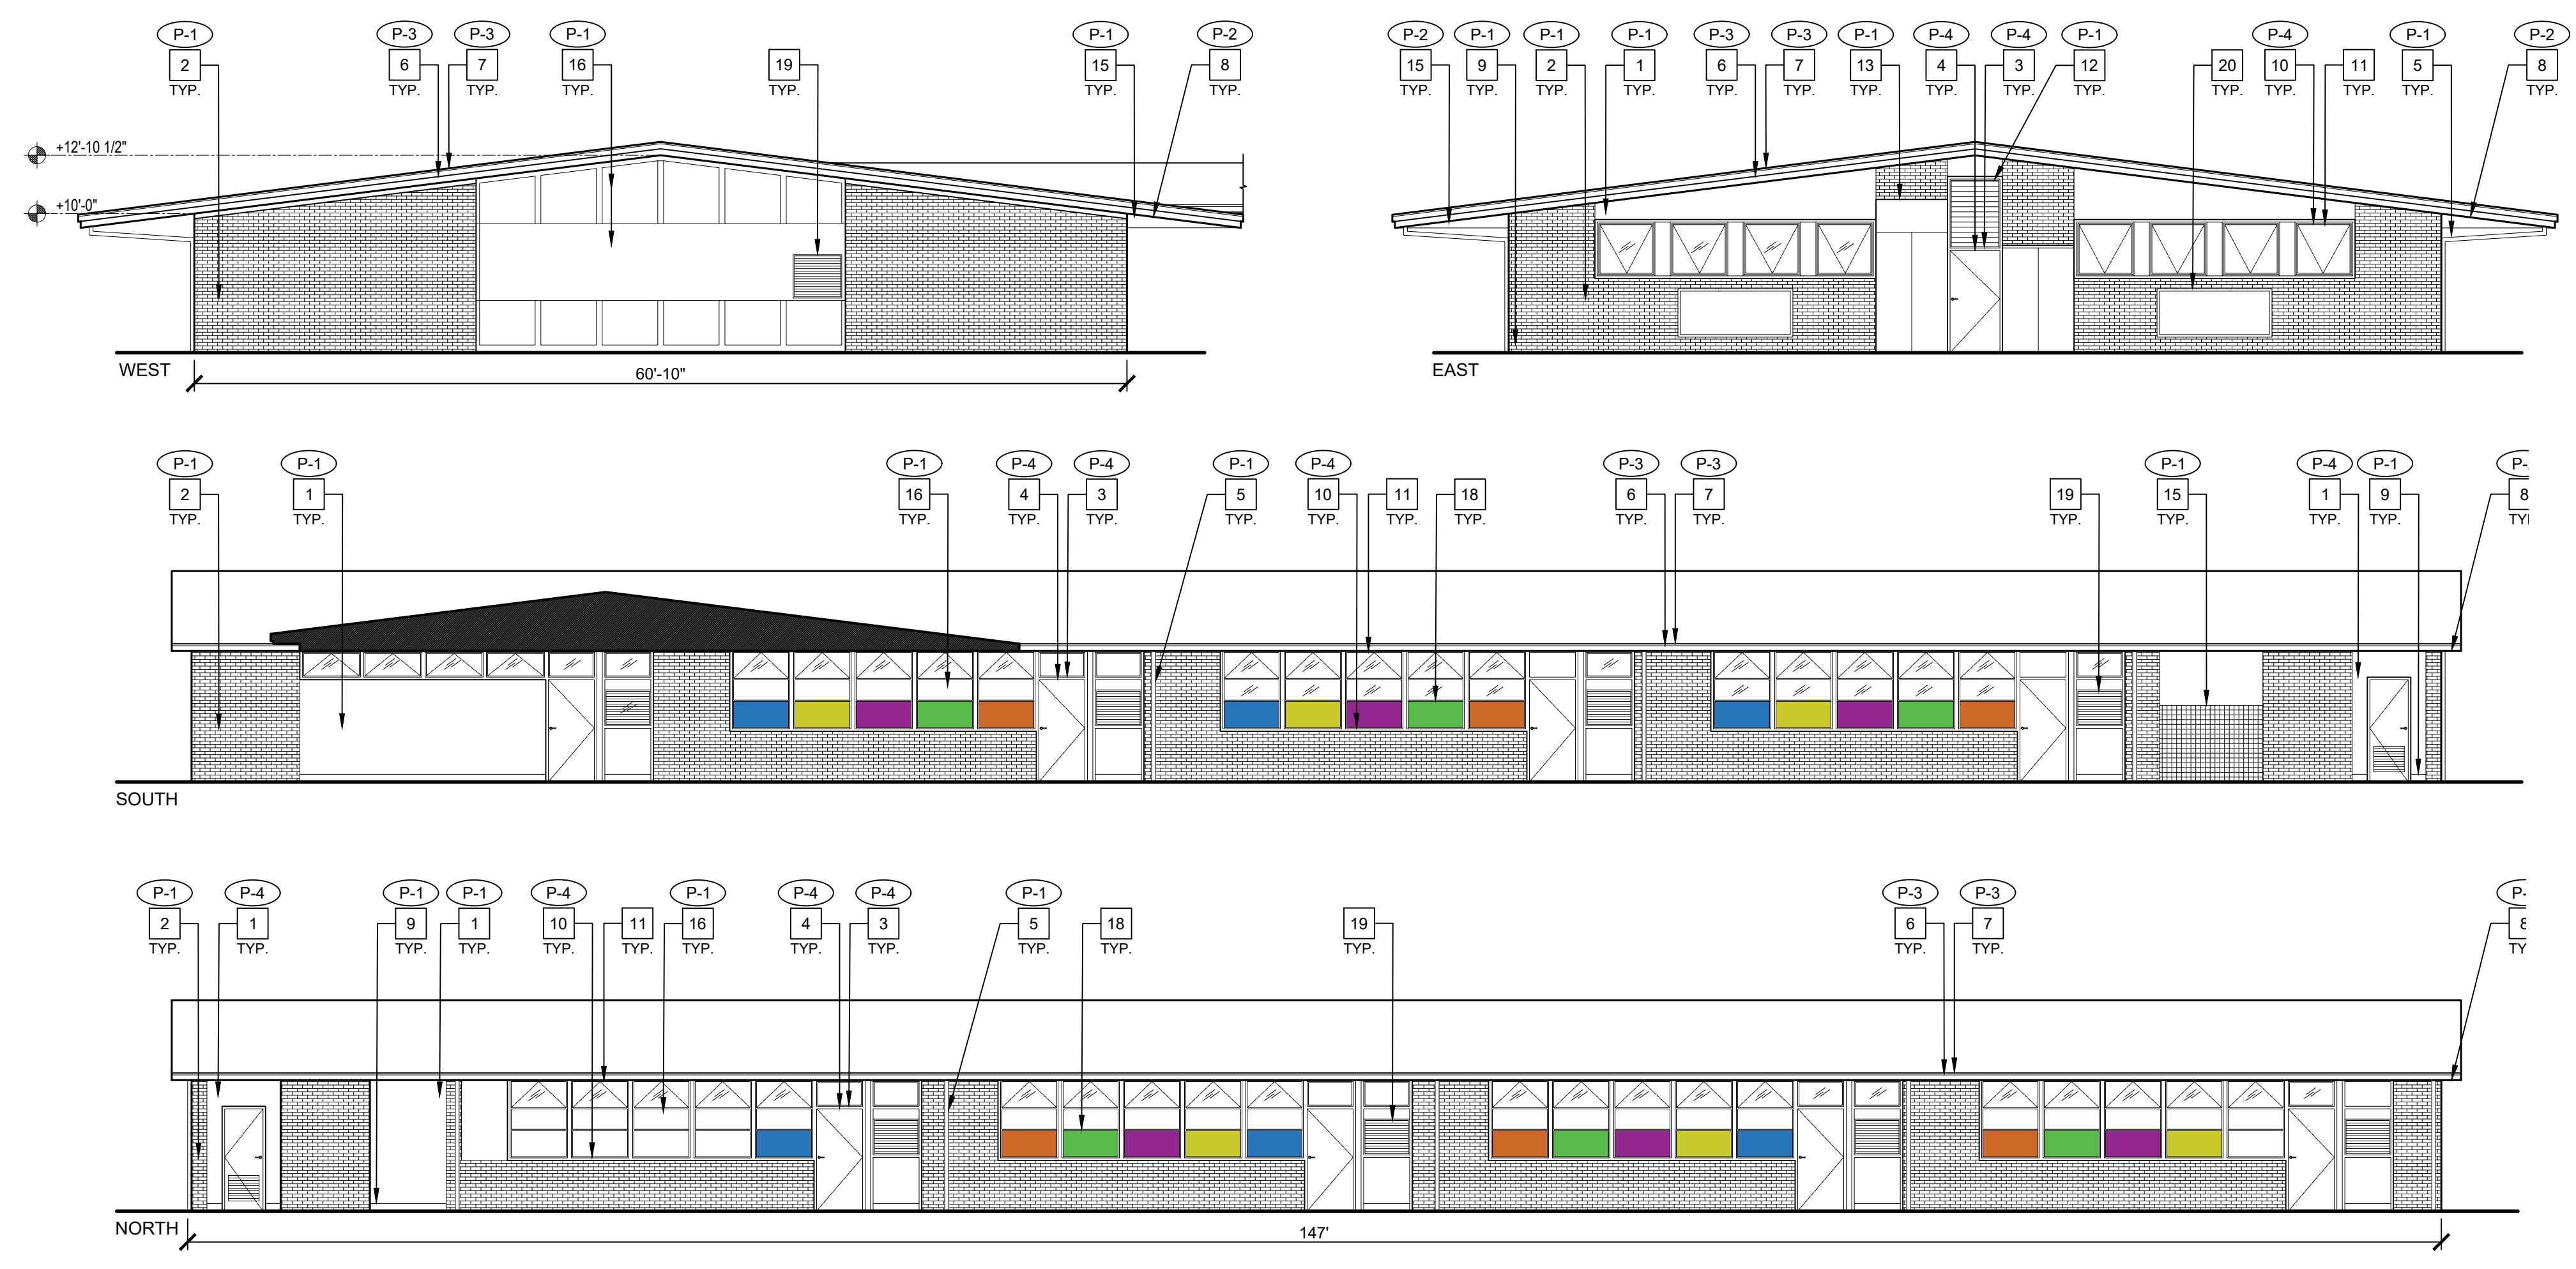 P-1 P-3 P-3 P-1 P-1 P-2
2 6 7 16 19 15 8
TYP. TYP. TYP. TYP. TYP. TYP. TYP.
+12'-10 1/2"
+10'-0"
WEST
60'-10"
P-2 P-1 P-1 P-1 P-3 P-3 P-1 P-4 P-4 P-1 P-4 P-1 P-2
15 9 2 1 6 7 13 4 3 12 20 10 11 5 8
TYP. TYP. TYP. TYP. TYP. TYP. TYP. TYP. TYP. TYP. TYP. TYP. TYP. TYP. TYP.
EAST
P-1 P-1 P-1 P-4 P-4 P-1 P-4 P-3 P-3 P-1 P-4 P-1 P-
2 1 16 4 3 5 10 11 18 6 7 19 15 1 9 8
TYP. TYP. TYP. TYP. TYP. TYP. TYP. TYP. TYP. TYP. TYP. TYP. TYP. TYP. TYP. TY
SOUTH
P-1 P-4 P-1 P-1 P-4 P-1 P-4 P-4 P-1 P-3 P-3 P-
2 1 9 1 10 11 16 4 3 5 18 19 6 7 8
TYP. TYP. TYP. TYP. TYP. TYP. TYP. TYP. TYP. TYP. TYP. TYP. TYP. TYP. TY
NORTH
147'